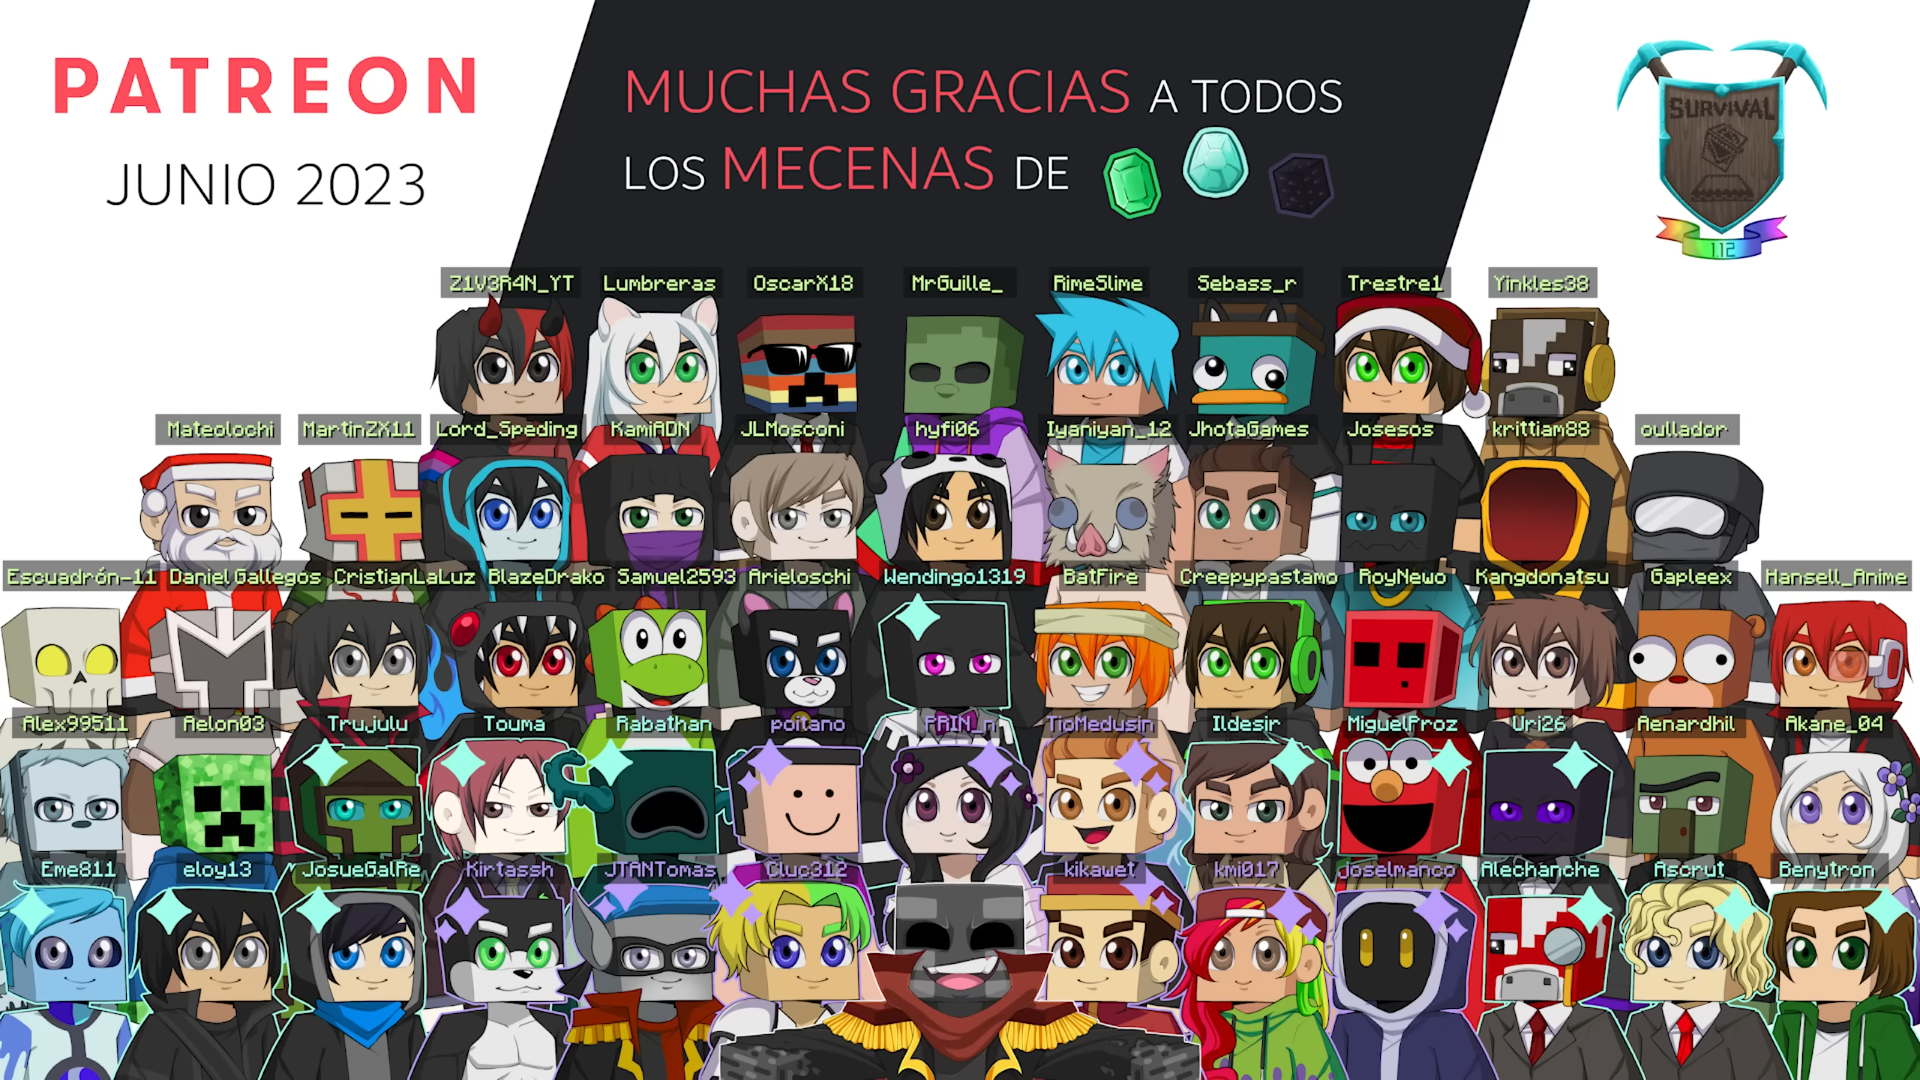 PATREON
JUNIO 2023
MUCHAS GRACIAS A TODOS
LOS MECENAS DE
SURVIVAL
1.12
Z1V3R4N_YT Lumbreras OscarX18 MrGuille_ RimeSlime Sebass_r Trestre1 Yinkles38
Mateolochi MartinZX11 Lord_Speding KamiADN JLMosconi hyfi06 Iyaniyan_12 JhotaGames Josesos krittiam88 oullador
Escuadrón-11 Daniel Gallegos CristianLaLuz BlazeDrako Samuel2593 Arieloschi Wendingo1319 BatFire Creepypastamo RoyNewo Kangdonatsu Gapleex Hansell_Anime
Alex99511 Aelon03 Trujulu Touma Rabathan poitano PAIN_n TioMedusin Ildesir MiguelProz Uri26 Aenardhil Akane_04
Eme811 eloy13 JosueGalRe Kirtassh JTANTomas Cluc312 kikawet kmi017 joselmanco Alechanche Ascrut Benytron